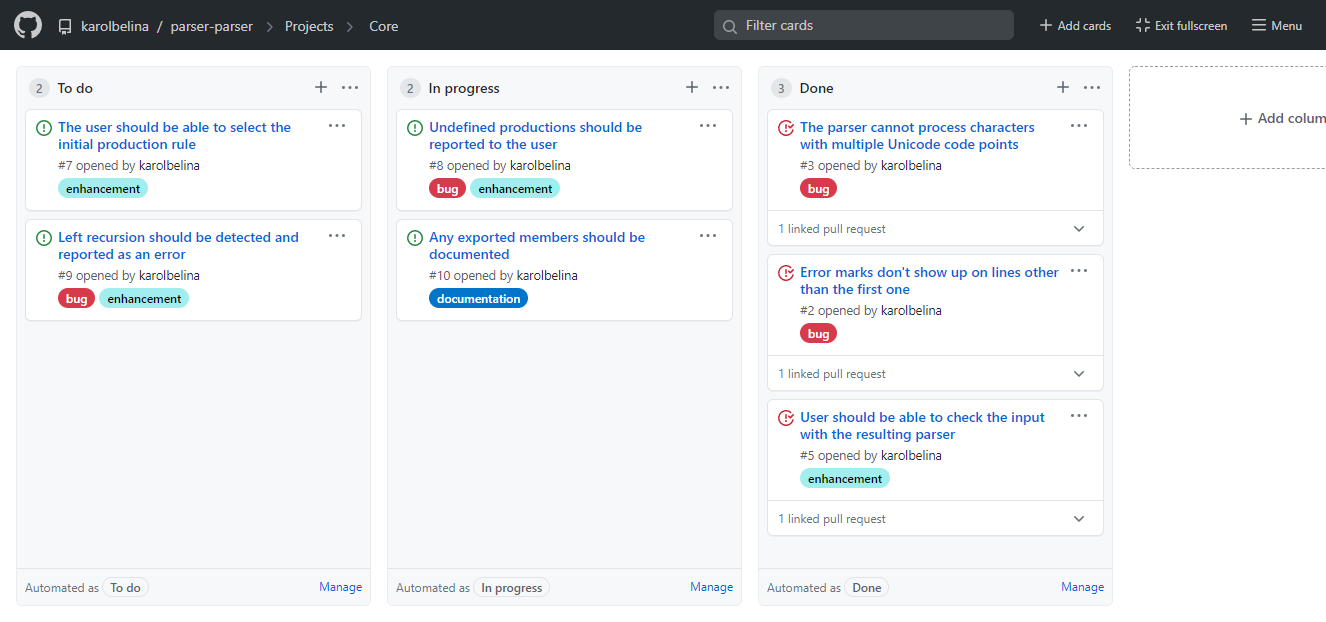 karolbelina / parser-parser > Projects > Core
Filter cards
+ Add cards
Exit fullscreen
Menu
2 To do
The user should be able to select the
initial production rule
#7 opened by karolbelina
enhancement
Left recursion should be detected and
reported as an error
#9 opened by karolbelina
bug enhancement
Automated as To do
Manage
2 In progress
Undefined productions should be
reported to the user
#8 opened by karolbelina
bug enhancement
Any exported members should be
documented
#10 opened by karolbelina
documentation
Automated as In progress
Manage
3 Done
The parser cannot process characters
with multiple Unicode code points
#3 opened by karolbelina
bug
1 linked pull request
Error marks don't show up on lines other
than the first one
#2 opened by karolbelina
bug
1 linked pull request
User should be able to check the input
with the resulting parser
#5 opened by karolbelina
enhancement
1 linked pull request
Automated as Done
Manage
+ Add colum